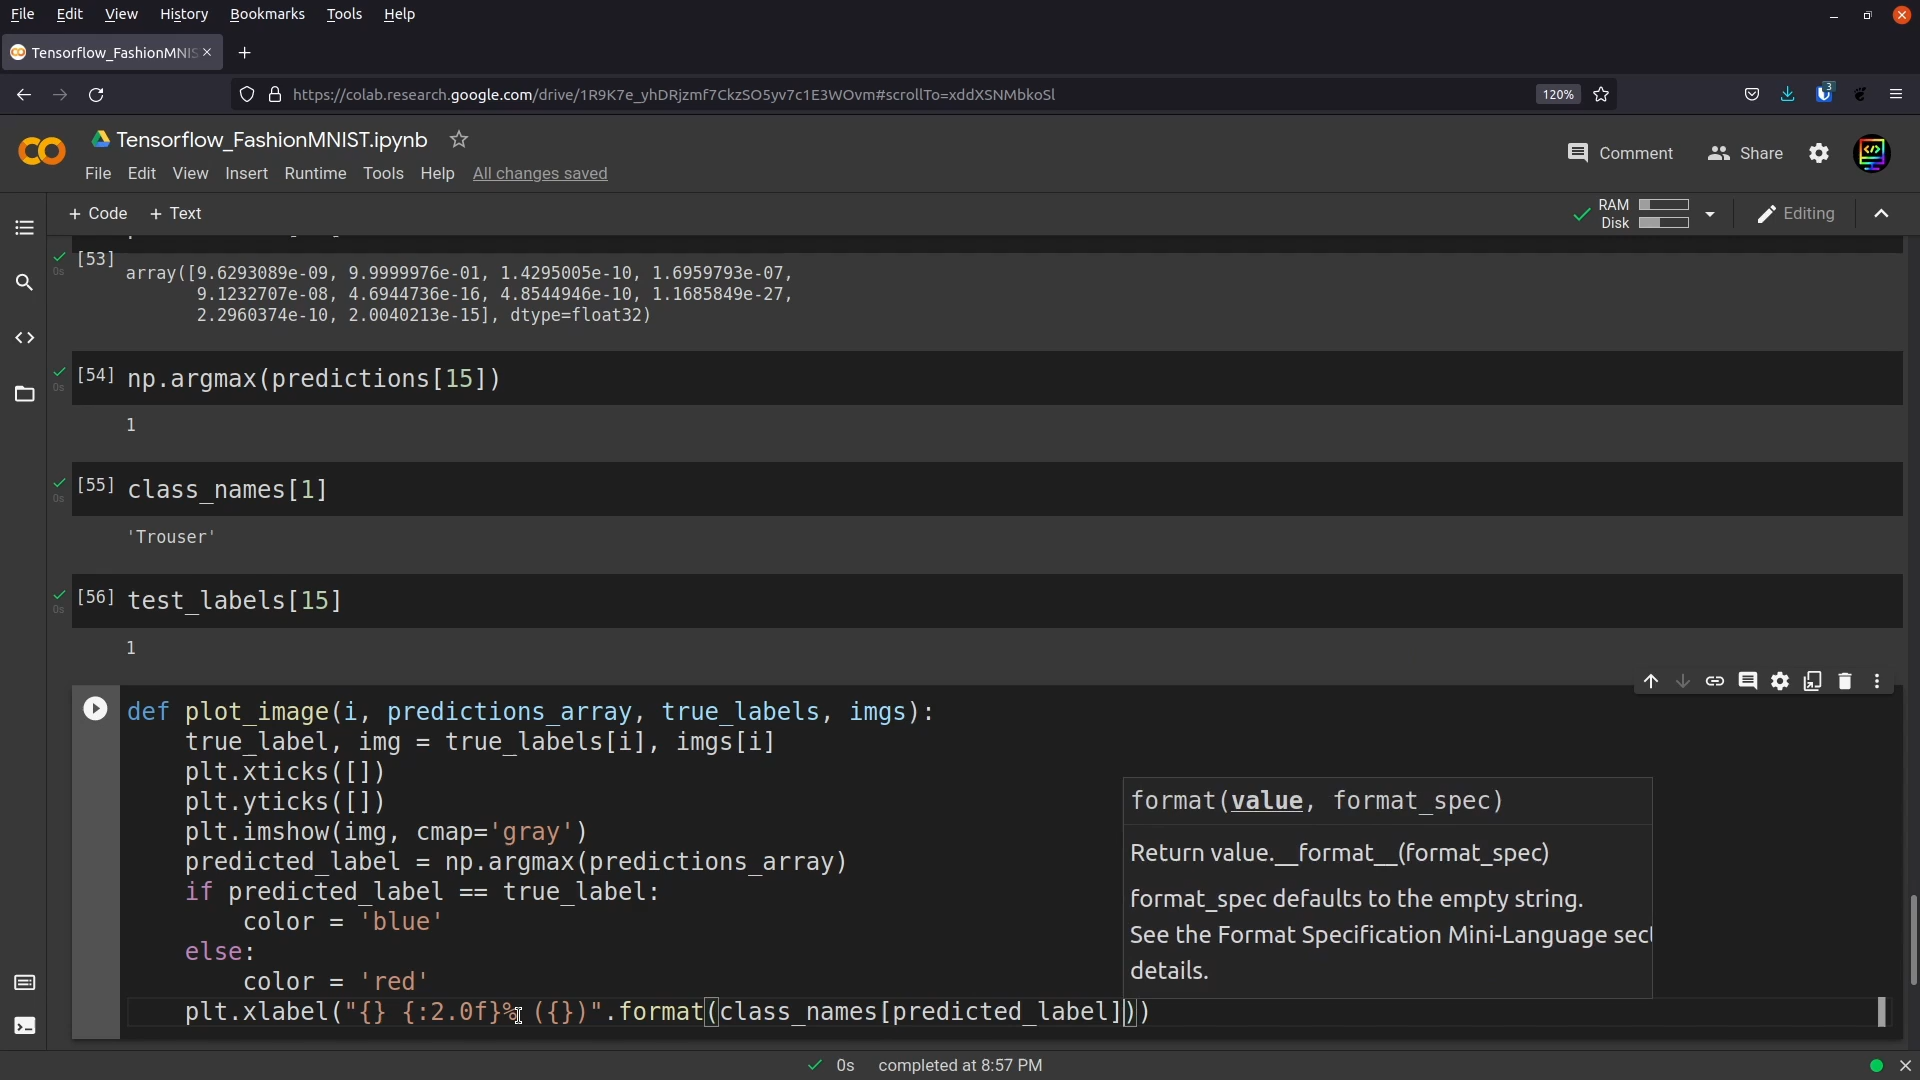 File Edit View History Bookmarks Tools Help
Tensorflow_FashionMNIS
https://colab.research.google.com/drive/1R9K7e_yhDRjzmf7CkzSO5yv7c1E3WOvm#scrollTo=xddXSNMbkoSl 120% 3
Tensorflow_FashionMNIST.ipynb
Comment Share
File Edit View Insert Runtime Tools Help All changes saved
+ Code + Text RAM Disk Editing
0s [53]
array([9.6293089e-09, 9.9999976e-01, 1.4295005e-10, 1.6959793e-07,
9.1232707e-08, 4.6944736e-16, 4.8544946e-10, 1.1685849e-27,
2.2960374e-10, 2.0040213e-15], dtype=float32)
0s [54] np.argmax(predictions[15])
1
0s [55] class_names[1]
'Trouser'
0s [56] test_labels[15]
1
def plot_image(i, predictions_array, true_labels, imgs):
true_label, img = true_labels[i], imgs[i]
plt.xticks([])
plt.yticks([])
plt.imshow(img, cmap='gray')
predicted_label = np.argmax(predictions_array)
if predicted_label == true_label:
color = 'blue'
else:
color = 'red'
plt.xlabel("{} {:2.0f}% ({})".format(class_names[predicted_label]))
format(value, format_spec)
Return value.__format__(format_spec)
format_spec defaults to the empty string.
See the Format Specification Mini-Language sect
details.
0s completed at 8:57 PM